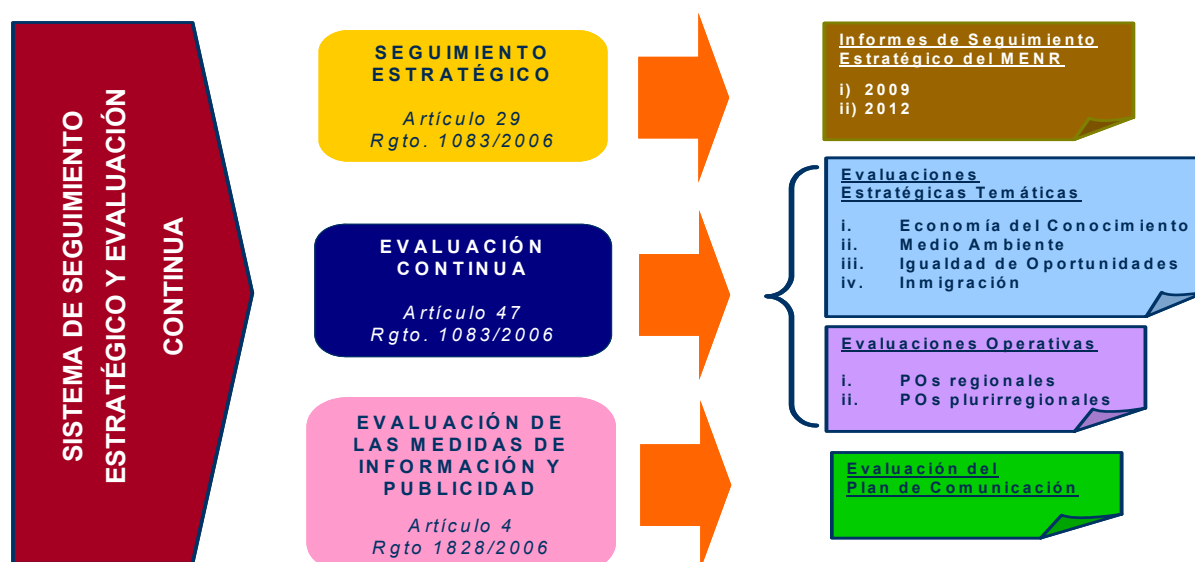 SISTEMA DE SEGUIMIENTO
ESTRATÉGICO Y EVALUACIÓN
CONTINUA
SEGUIMIENTO
ESTRATÉGICO
Artículo 29
Rgto. 1083/2006
Informes de Seguimiento
Estratégico del MENR
i) 2009
ii) 2012
EVALUACIÓN
CONTINUA
Artículo 47
Rgto. 1083/2006
Evaluaciones
Estratégicas Temáticas
i. Economía del Conocimiento
ii. Medio Ambiente
iii. Igualdad de Oportunidades
iv. Inmigración
Evaluaciones Operativas
i. POs regionales
ii. POs plurirregionales
EVALUACIÓN DE
LAS MEDIDAS DE
INFORMACIÓN Y
PUBLICIDAD
Artículo 4
Rgto 1828/2006
Evaluación del
Plan de Comunicación